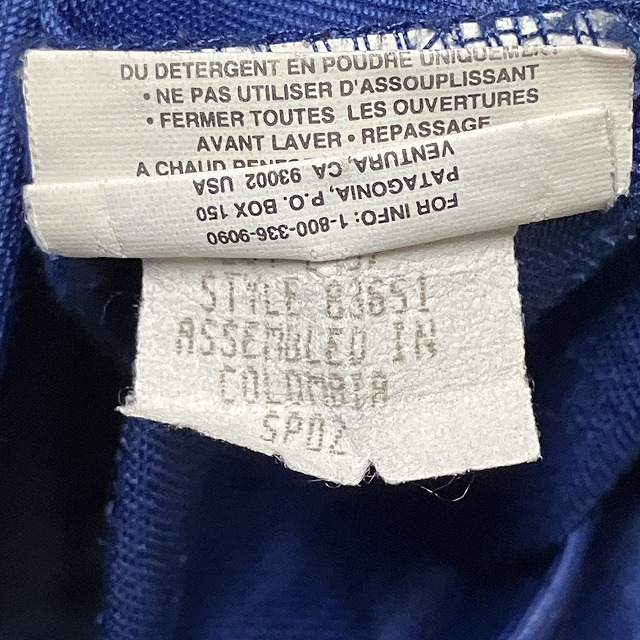 DU DETERGENT EN POUDRE UNIQUEMENT
• NE PAS UTILISER D'ASSOUPLISSANT
• FERMER TOUTES LES OUVERTURES
AVANT LAVER • REPASSAGE
A CHAUD
FOR INFO: 1-800-336-9090
PATAGONIA, P.O. BOX 150
VENTURA, CA 93002 USA
STYLE 83651
ASSEMBLED IN
COLOMBIA
SP02